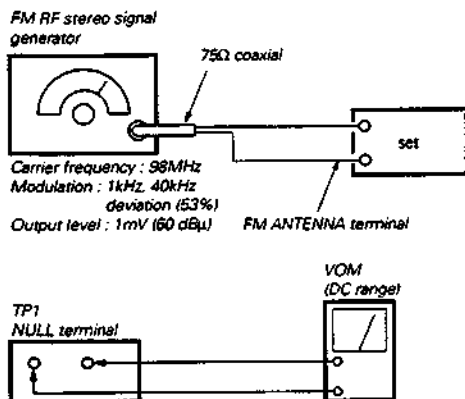 FM RF stereo signal
generator
75Ω coaxial
set
Carrier frequency : 98MHz
Modulation : 1kHz, 40kHz
deviation (53%)
Output level : 1mV (60 dBμ)
FM ANTENNA terminal
VOM
(DC range)
TP1
NULL terminal